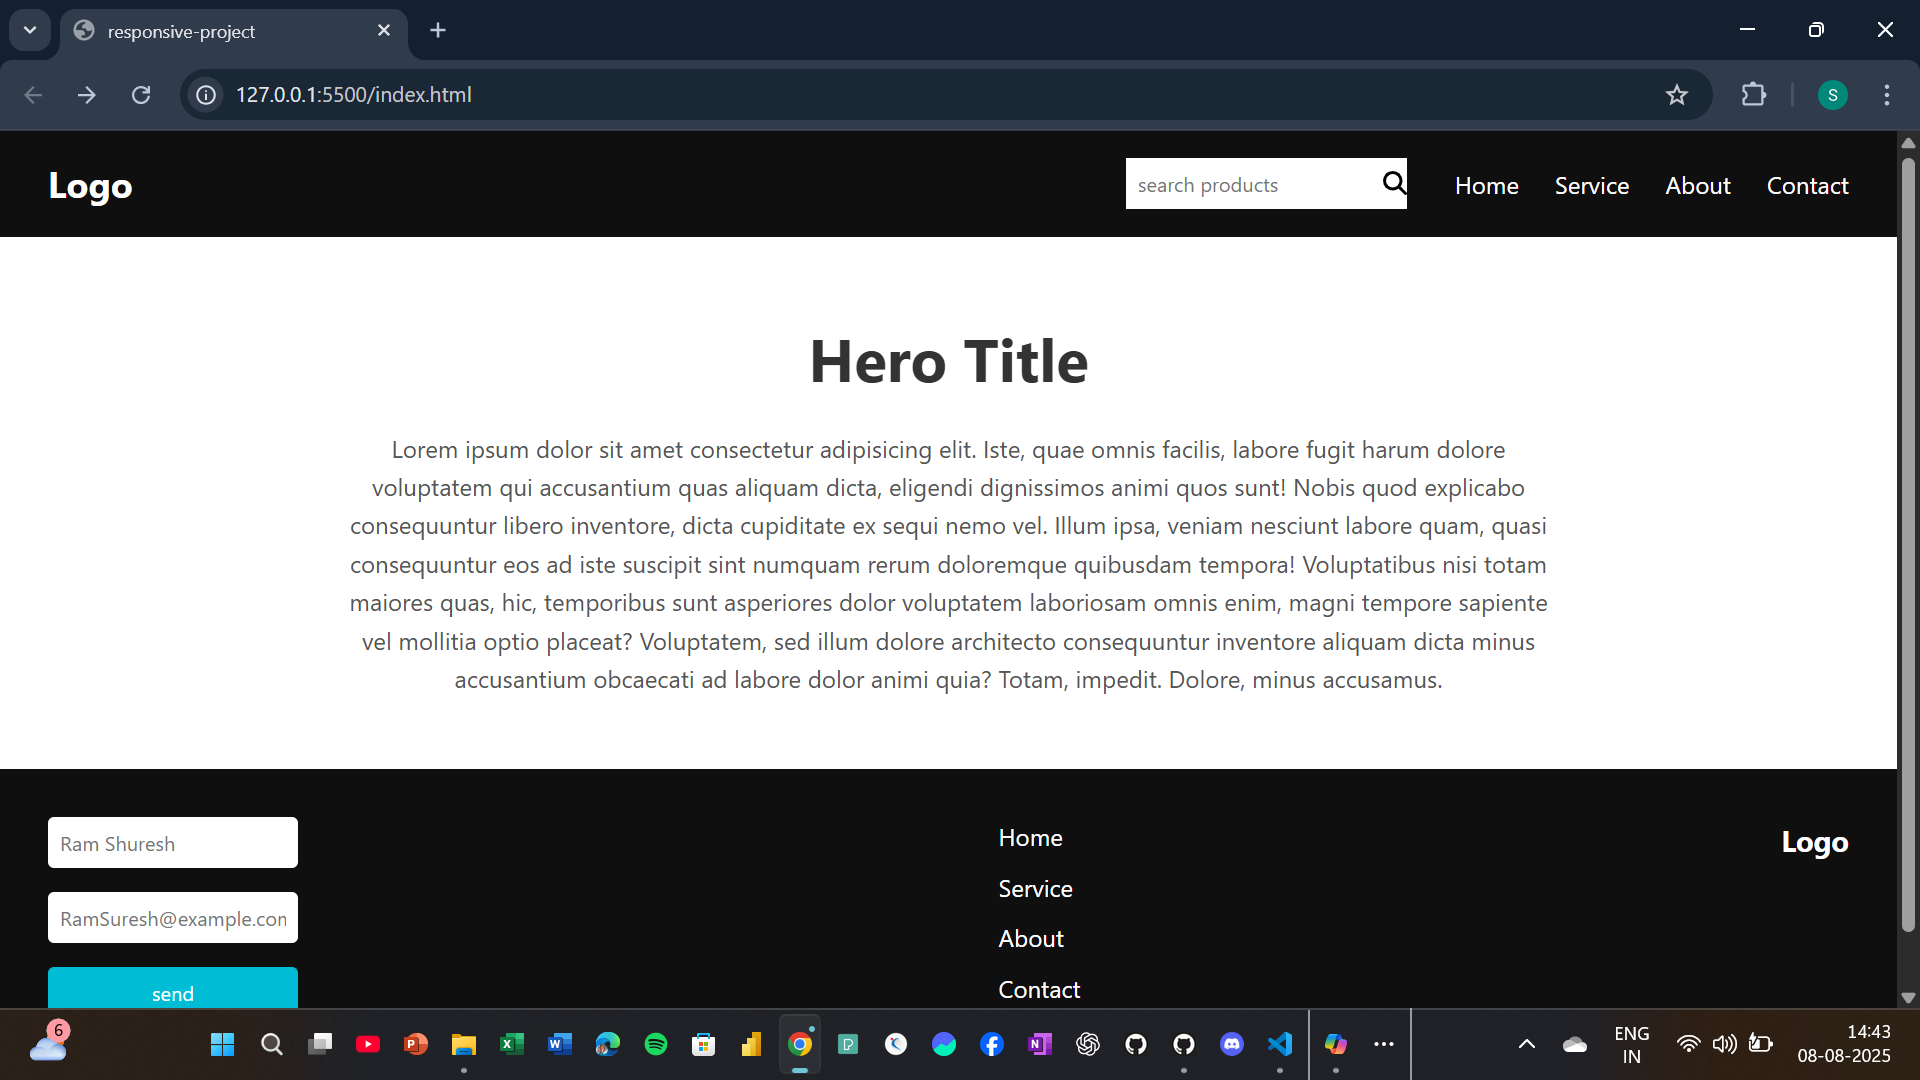 responsive-project
127.0.0.1:5500/index.html
S
Logo
search products
Home Service About Contact
Hero Title
Lorem ipsum dolor sit amet consectetur adipisicing elit. Iste, quae omnis facilis, labore fugit harum dolore
voluptatem qui accusantium quas aliquam dicta, eligendi dignissimos animi quos sunt! Nobis quod explicabo
consequuntur libero inventore, dicta cupiditate ex sequi nemo vel. Illum ipsa, veniam nesciunt labore quam, quasi
consequuntur eos ad iste suscipit sint numquam rerum doloremque quibusdam tempora! Voluptatibus nisi totam
maiores quas, hic, temporibus sunt asperiores dolor voluptatem laboriosam omnis enim, magni tempore sapiente
vel mollitia optio placeat? Voluptatem, sed illum dolore architecto consequuntur inventore aliquam dicta minus
accusantium obcaecati ad labore dolor animi quia? Totam, impedit. Dolore, minus accusamus.
Ram Shuresh
RamSuresh@example.con
send
Home
Service
About
Contact
Logo
6
ENG
IN
14:43
08-08-2025